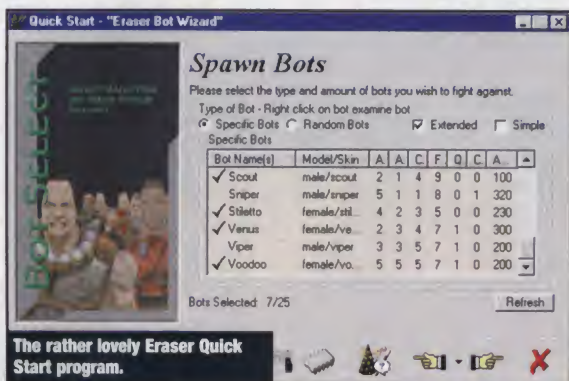 Quick Start - "Eraser Bot Wizard"
Spawn Bots
Please select the type and amount of bots you wish to fight against.
Type of Bot - Right click on bot examine bot
Specific Bots Random Bots Extended Simple
Specific Bots
Bot Name(s) Model/Skin A A C F Q C A...
Scout male/scout 2 1 4 9 0 0 100
Sniper male/sniper 5 1 1 8 0 1 320
Stiletto female/stil... 4 2 3 5 0 0 230
Venus female/ve... 2 3 4 7 1 0 300
Viper male/viper 3 3 5 7 1 0 200
Voodoo female/vo... 5 5 5 7 1 0 200
Bots Selected: 7/25
Refresh
Bot Select
The rather lovely Eraser Quick
Start program.